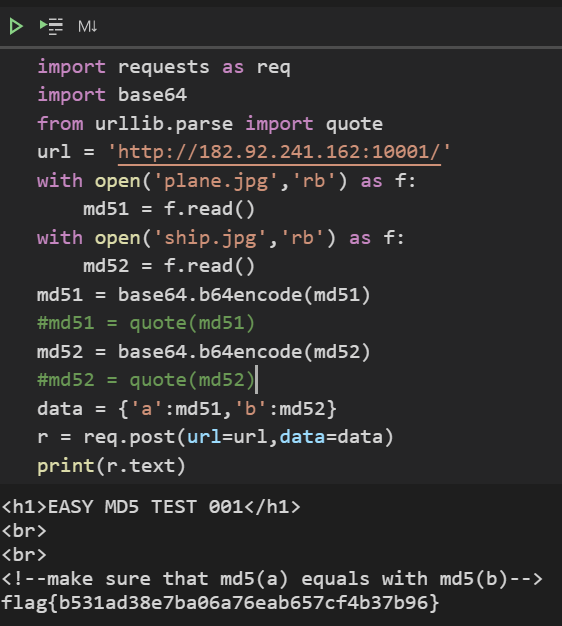 M↓
import requests as req
import base64
from urllib.parse import quote
url = 'http://182.92.241.162:10001/'
with open('plane.jpg','rb') as f:
    md51 = f.read()
with open('ship.jpg','rb') as f:
    md52 = f.read()
md51 = base64.b64encode(md51)
#md51 = quote(md51)
md52 = base64.b64encode(md52)
#md52 = quote(md52)
data = {'a':md51,'b':md52}
r = req.post(url=url,data=data)
print(r.text)
<h1>EASY MD5 TEST 001</h1>
<br>
<br>
<!--make sure that md5(a) equals with md5(b)-->
flag{b531ad38e7ba06a76eab657cf4b37b96}